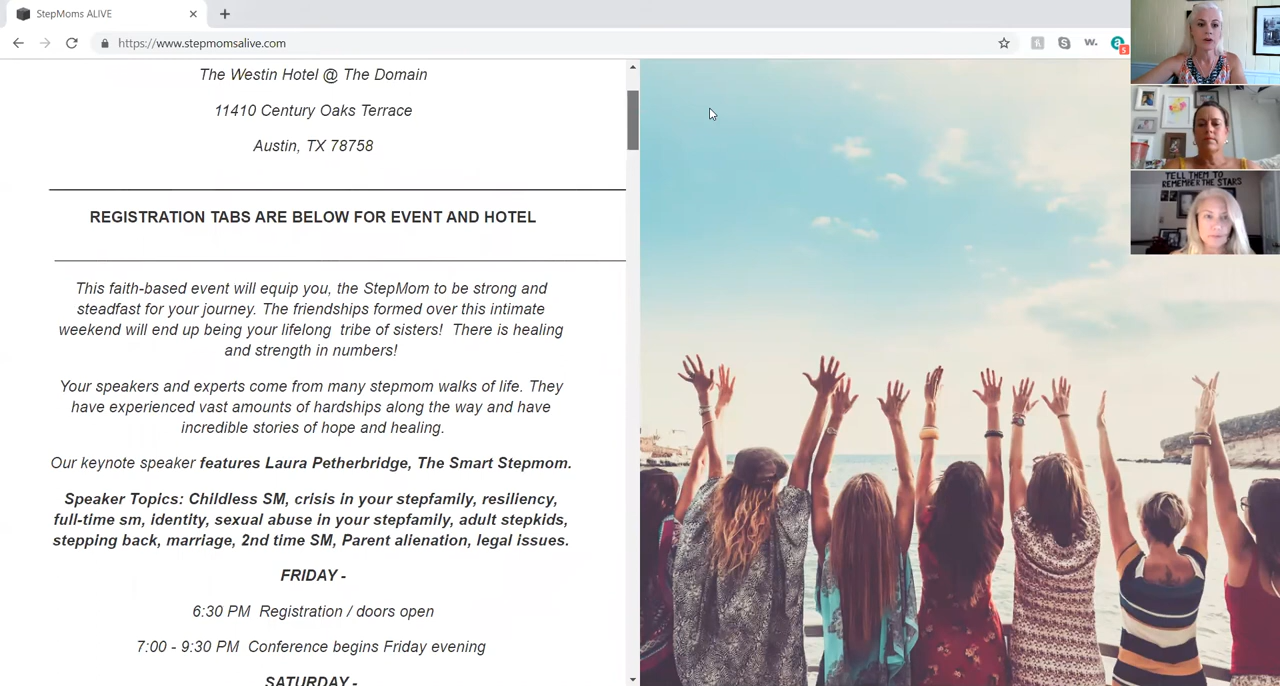 StepMoms ALIVE
https://www.stepmomsalive.com
w.
a
5
The Westin Hotel @ The Domain
11410 Century Oaks Terrace
Austin, TX 78758
REGISTRATION TABS ARE BELOW FOR EVENT AND HOTEL
This faith-based event will equip you, the StepMom to be strong and
steadfast for your journey. The friendships formed over this intimate
weekend will end up being your lifelong tribe of sisters! There is healing
and strength in numbers!
Your speakers and experts come from many stepmom walks of life. They
have experienced vast amounts of hardships along the way and have
incredible stories of hope and healing.
Our keynote speaker features Laura Petherbridge, The Smart Stepmom.
Speaker Topics: Childless SM, crisis in your stepfamily, resiliency,
full-time sm, identity, sexual abuse in your stepfamily, adult stepkids,
stepping back, marriage, 2nd time SM, Parent alienation, legal issues.
FRIDAY -
6:30 PM Registration / doors open
7:00 - 9:30 PM Conference begins Friday evening
SATURDAY -
TELL THEM TO
REMEMBER THE STARS